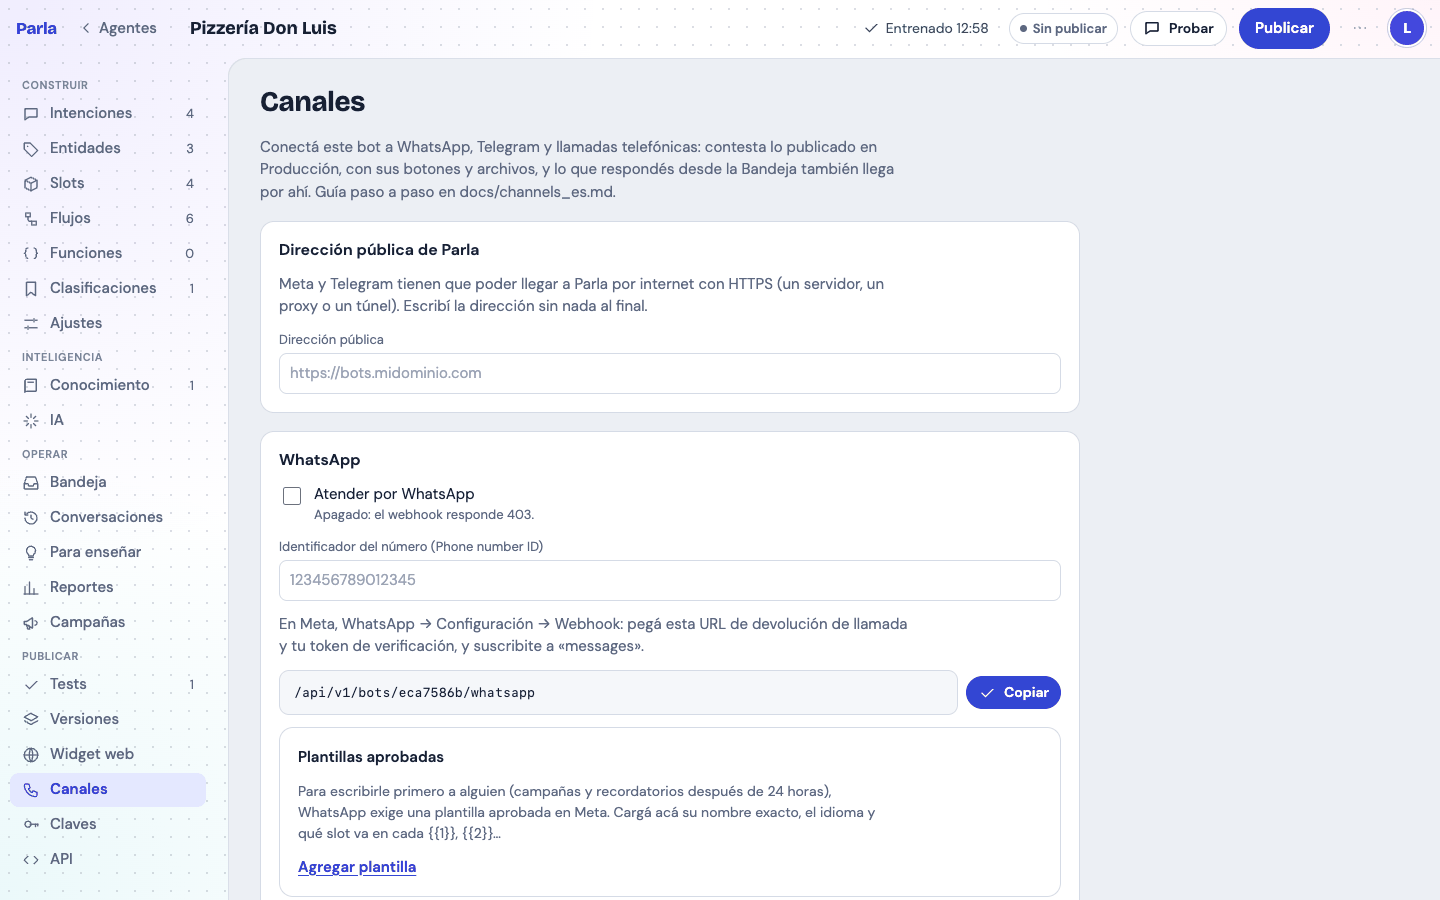 Parla
Agentes
Pizzería Don Luis
Entrenado 12:58
Sin publicar
Probar
Publicar
L
CONSTRUIR
Intenciones 4
Entidades 3
Slots 4
Flujos 6
Funciones 0
Clasificaciones 1
Ajustes
INTELIGENCIA
Conocimiento 1
IA
OPERAR
Bandeja
Conversaciones
Para enseñar
Reportes
Campañas
PUBLICAR
Tests 1
Versiones
Widget web
Canales
Claves
API
Canales
Conectá este bot a WhatsApp, Telegram y llamadas telefónicas: contesta lo publicado en
Producción, con sus botones y archivos, y lo que respondés desde la Bandeja también llega
por ahí. Guía paso a paso en docs/channels_es.md.
Dirección pública de Parla
Meta y Telegram tienen que poder llegar a Parla por internet con HTTPS (un servidor, un
proxy o un túnel). Escribí la dirección sin nada al final.
Dirección pública
https://bots.midominio.com
WhatsApp
Atender por WhatsApp
Apagado: el webhook responde 403.
Identificador del número (Phone number ID)
123456789012345
En Meta, WhatsApp → Configuración → Webhook: pegá esta URL de devolución de llamada
y tu token de verificación, y suscribite a «messages».
/api/v1/bots/eca7586b/whatsapp
Copiar
Plantillas aprobadas
Para escribirle primero a alguien (campañas y recordatorios después de 24 horas),
WhatsApp exige una plantilla aprobada en Meta. Cargá acá su nombre exacto, el idioma y
qué slot va en cada {{1}}, {{2}}…
Agregar plantilla